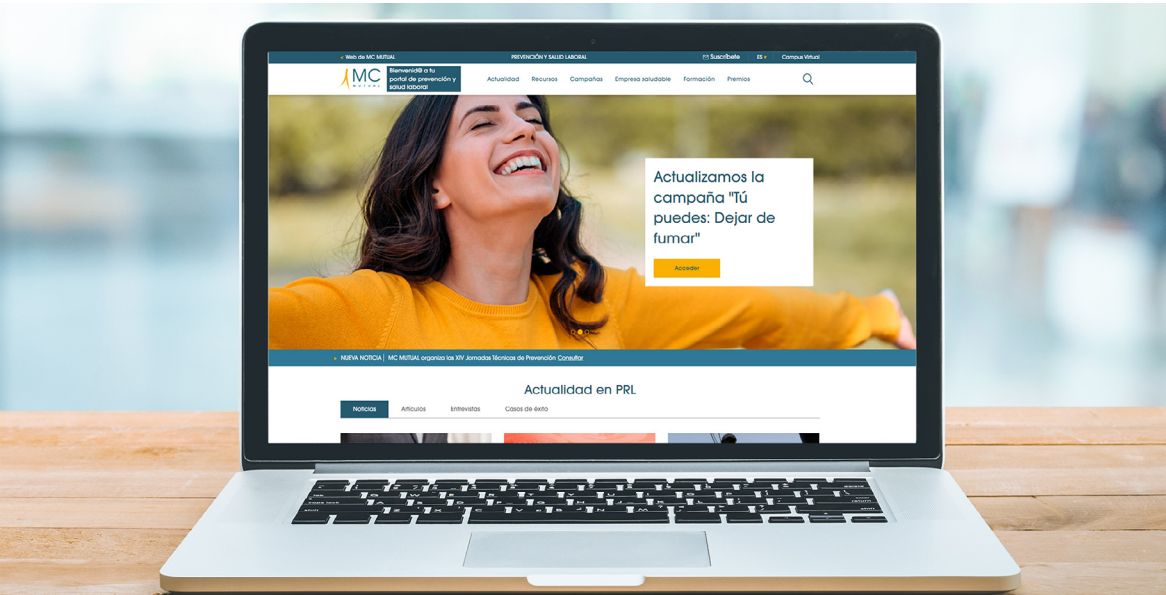 < Web de MC MUTUAL
PREVENCIÓN Y SALUD LABORAL
Suscríbete
ES
Campus Virtual
MC
MUTUAL
Bienvenid@ a tu
portal de prevención y
salud laboral
Actualidad
Recursos
Campañas
Empresa saludable
Formación
Premios
Actualizamos la
campaña "Tú
puedes: Dejar de
fumar"
Acceder
NUEVA NOTICIA | MC MUTUAL organiza las XIV Jornadas Técnicas de Prevención Consultar
Actualidad en PRL
Noticias
Artículos
Entrevistas
Casos de éxito